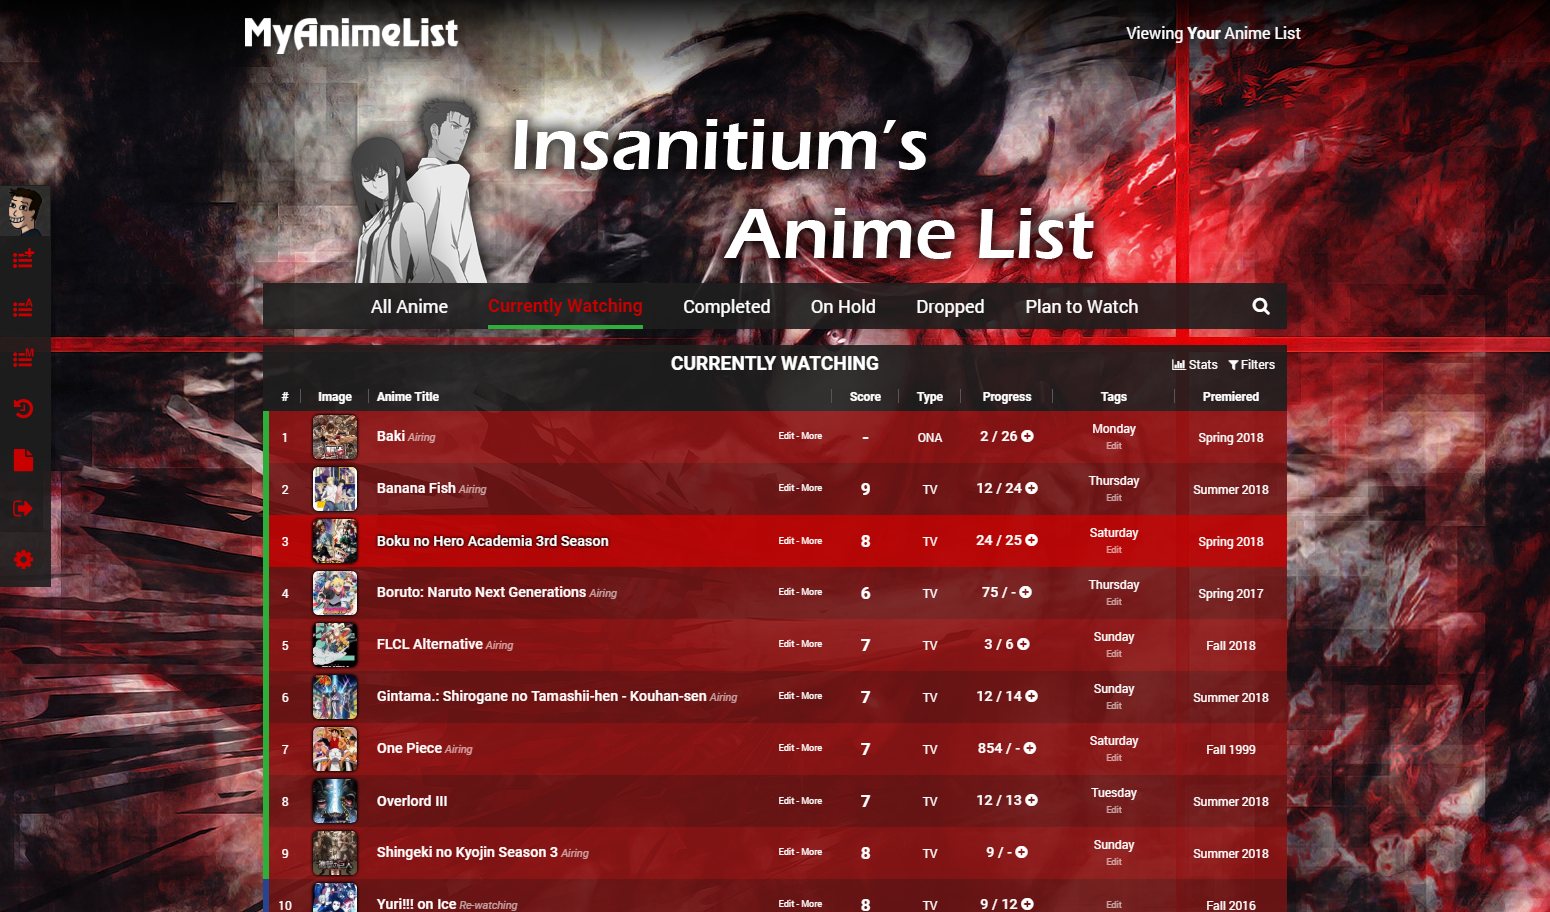 MyAnimeList
Viewing Your Anime List
Insanitium's
Anime List
All Anime Currently Watching Completed On Hold Dropped Plan to Watch
CURRENTLY WATCHING
Stats Filters
# Image Anime Title Score Type Progress Tags Premiered
1 Baki Airing Edit - More - ONA 2 / 26 Monday Edit Spring 2018
2 Banana Fish Airing Edit - More 9 TV 12 / 24 Thursday Edit Summer 2018
3 Boku no Hero Academia 3rd Season Edit - More 8 TV 24 / 25 Saturday Edit Spring 2018
4 Boruto: Naruto Next Generations Airing Edit - More 6 TV 75 / - Thursday Edit Spring 2017
5 FLCL Alternative Airing Edit - More 7 TV 3 / 6 Sunday Edit Fall 2018
6 Gintama.: Shirogane no Tamashii-hen - Kouhan-sen Airing Edit - More 7 TV 12 / 14 Sunday Edit Summer 2018
7 One Piece Airing Edit - More 7 TV 854 / - Saturday Edit Fall 1999
8 Overlord III Edit - More 7 TV 12 / 13 Tuesday Edit Summer 2018
9 Shingeki no Kyojin Season 3 Airing Edit - More 8 TV 9 / - Sunday Edit Summer 2018
10 Yuri!!! on Ice Re-watching Edit - More 8 TV 9 / 12 Edit Fall 2016
A
M